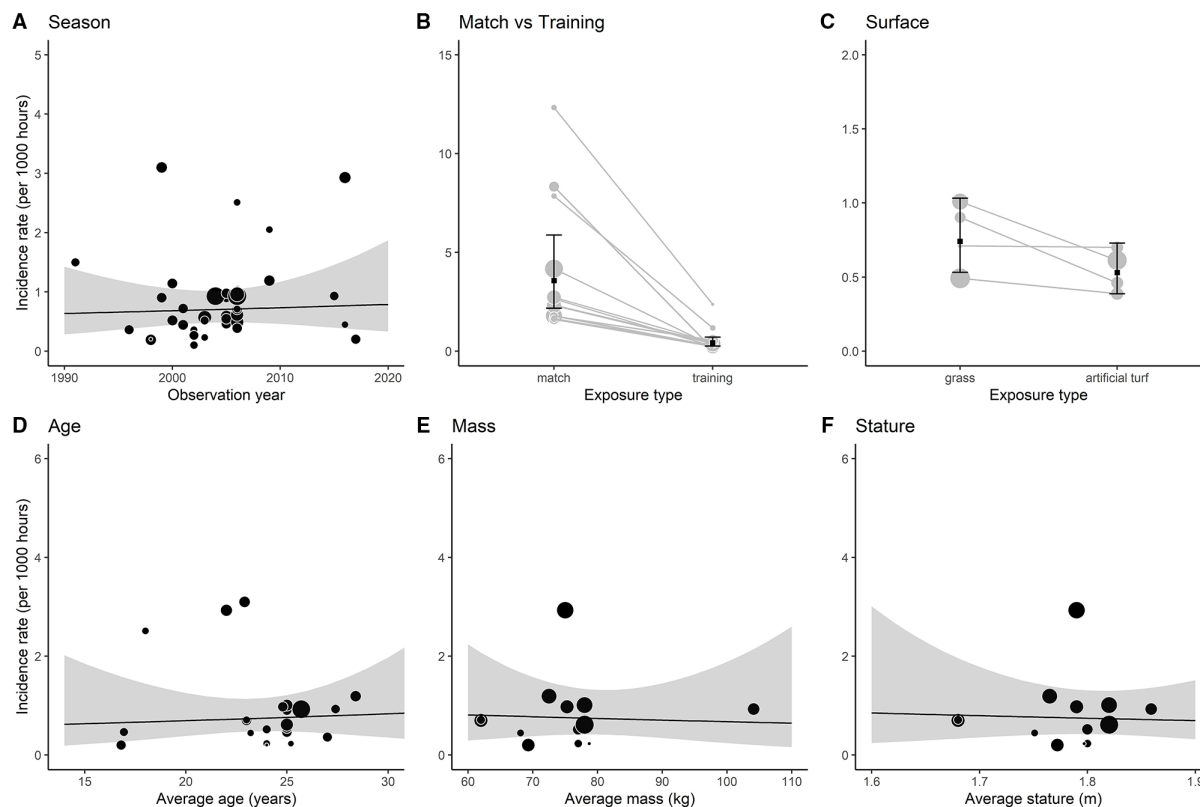 A Season
B Match vs Training
C Surface
Incidence rate (per 1000 hours)
5
4
3
2
1
0
1990 2000 2010 2020
Observation year
15
10
5
0
match training
Exposure type
2.0
1.5
1.0
0.5
0.0
grass artificial turf
Exposure type
D Age
E Mass
F Stature
Incidence rate (per 1000 hours)
6
4
2
0
15 20 25 30
Average age (years)
6
4
2
0
60 70 80 90 100 110
Average mass (kg)
6
4
2
0
1.6 1.7 1.8 1.9
Average stature (m)